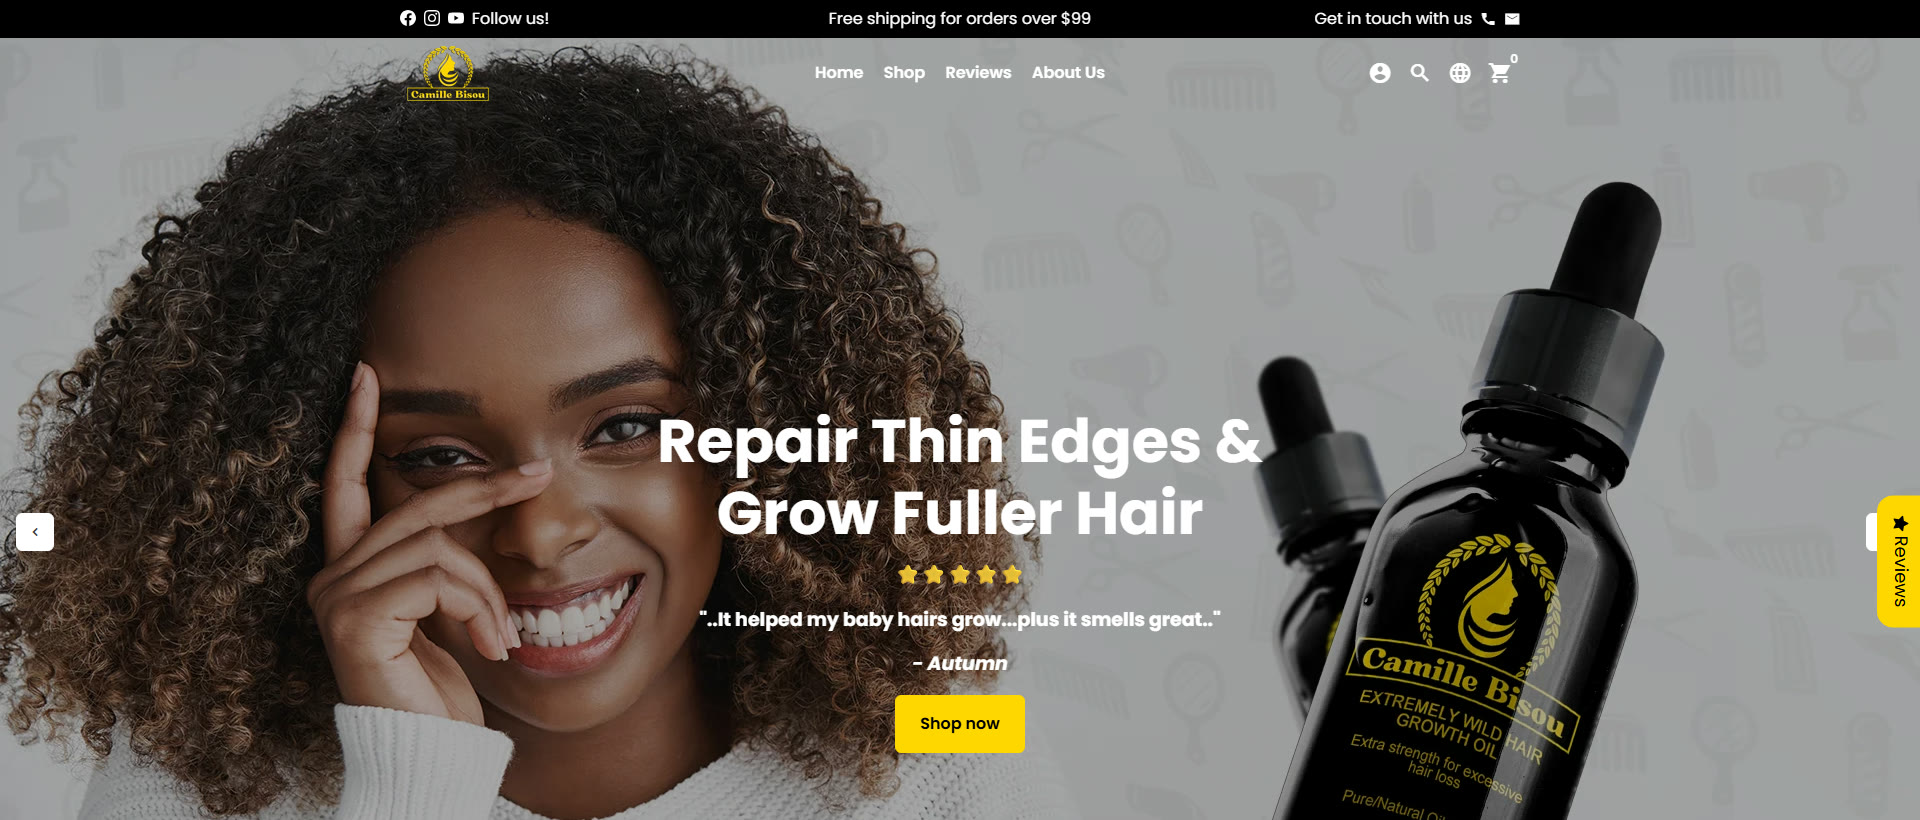 Follow us!
Free shipping for orders over $99
Get in touch with us
Camille Bisou
Home
Shop
Reviews
About Us
0
Repair Thin Edges &
Grow Fuller Hair
"..It helped my baby hairs grow...plus it smells great.."
- Autumn
Shop now
Reviews
Camille Bisou
EXTREMELY WILD HAIR
GROWTH OIL
Extra strength for excessive
hair loss
Pure/Natural